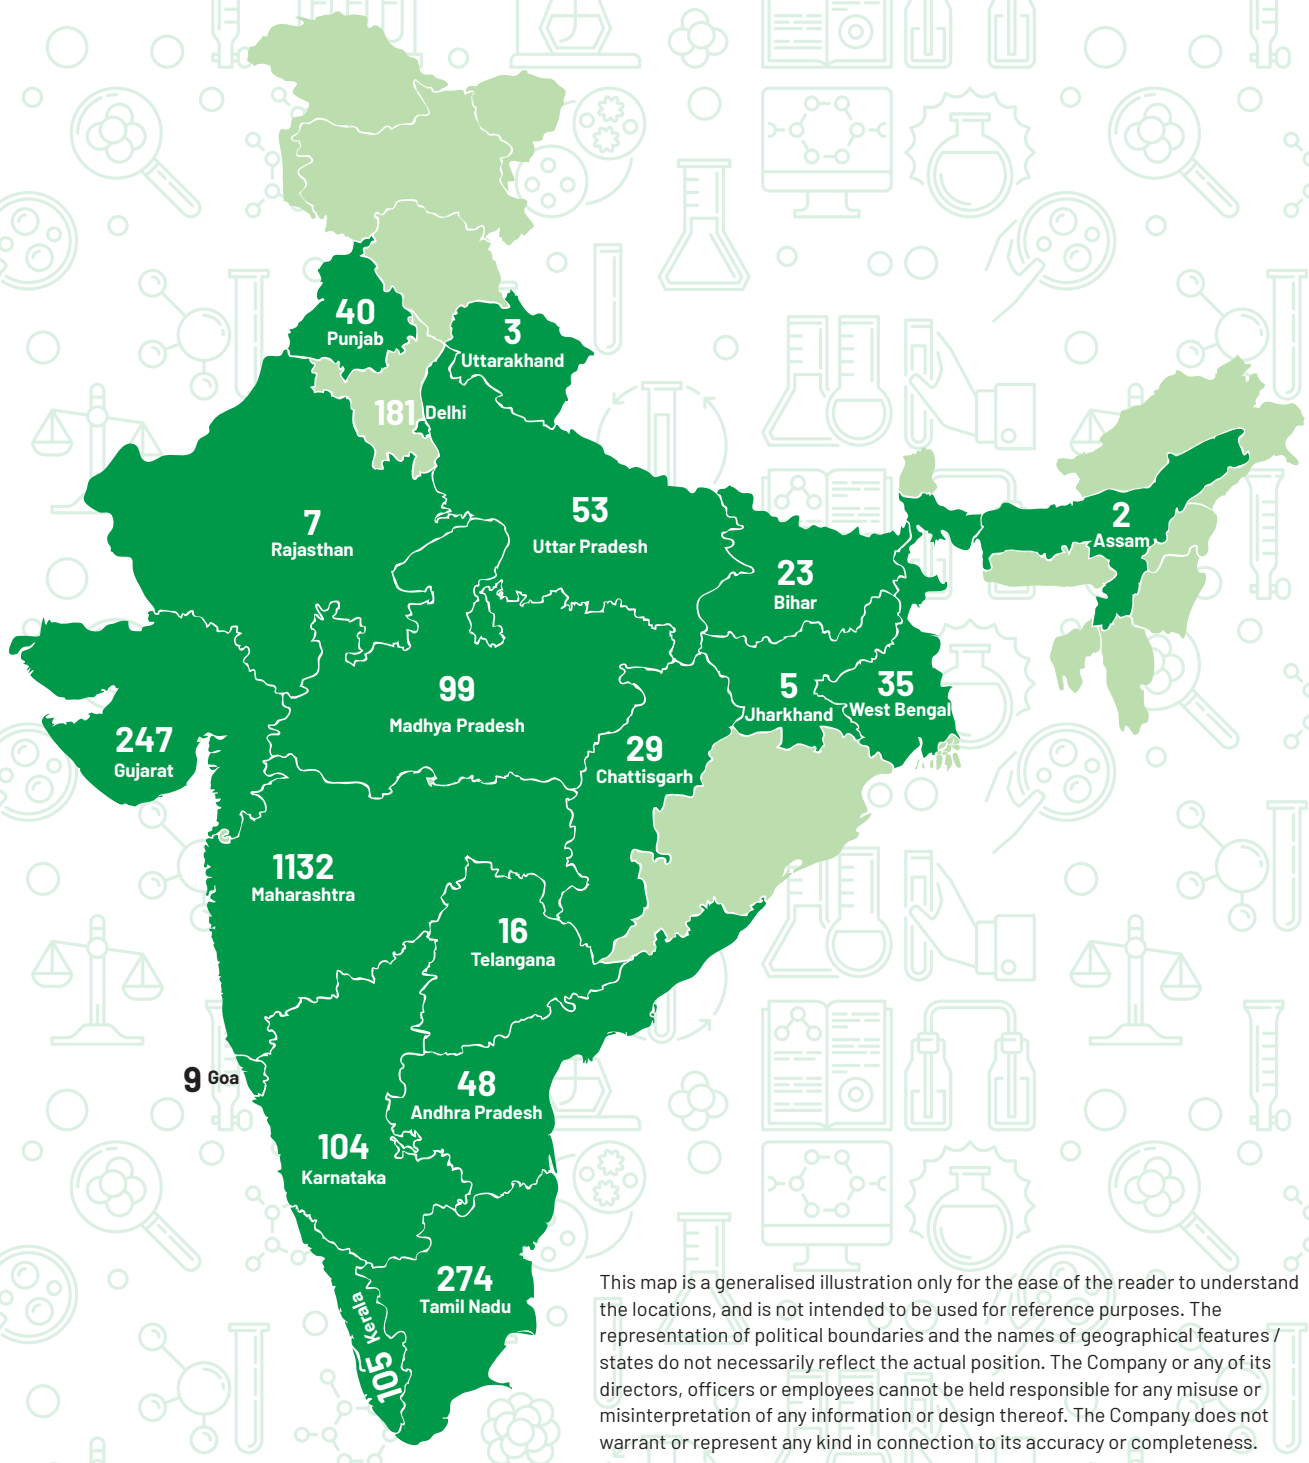 40
Punjab
3
Uttarakhand
181 Delhi
7
Rajasthan
53
Uttar Pradesh
2
Assam
23
Bihar
99
Madhya Pradesh
5
Jharkhand
35
West Bengal
247
Gujarat
29
Chattisgarh
1132
Maharashtra
16
Telangana
9 Goa
48
Andhra Pradesh
104
Karnataka
274
Tamil Nadu
105 Kerala
This map is a generalised illustration only for the ease of the reader to understand
the locations, and is not intended to be used for reference purposes. The
representation of political boundaries and the names of geographical features /
states do not necessarily reflect the actual position. The Company or any of its
directors, officers or employees cannot be held responsible for any misuse or
misinterpretation of any information or design thereof. The Company does not
warrant or represent any kind in connection to its accuracy or completeness.